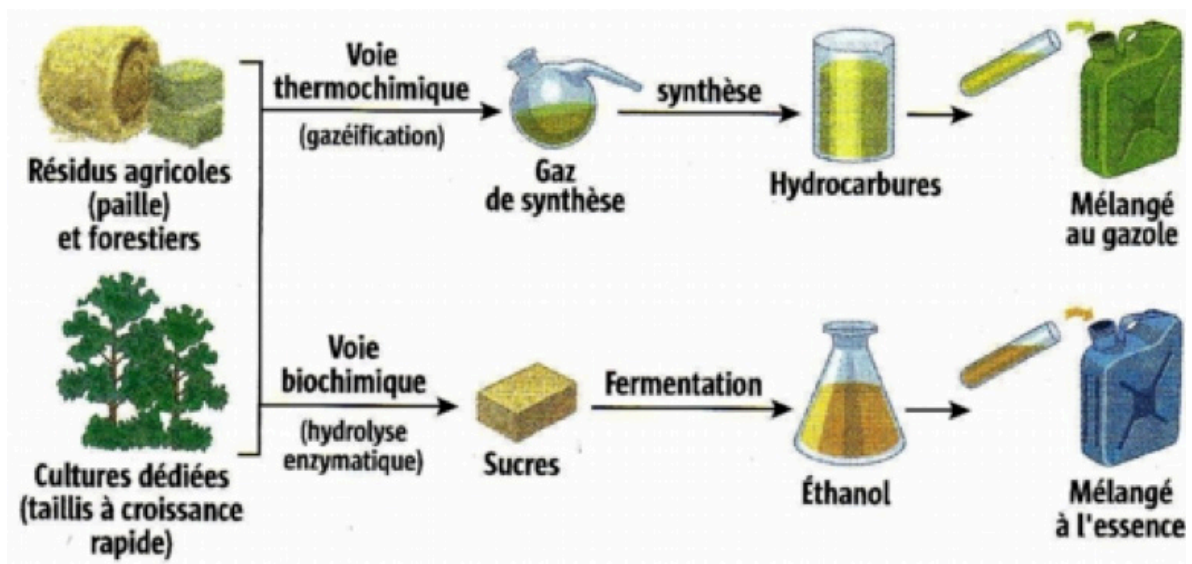 Voie
thermochimique
(gazéification)
synthèse
Résidus agricoles
(paille)
et forestiers
Gaz
de synthèse
Hydrocarbures
Mélangé
au gazole
Voie
biochimique
(hydrolyse
enzymatique)
Fermentation
Cultures dédiées
(taillis à croissance
rapide)
Sucres
Éthanol
Mélangé
à l'essence